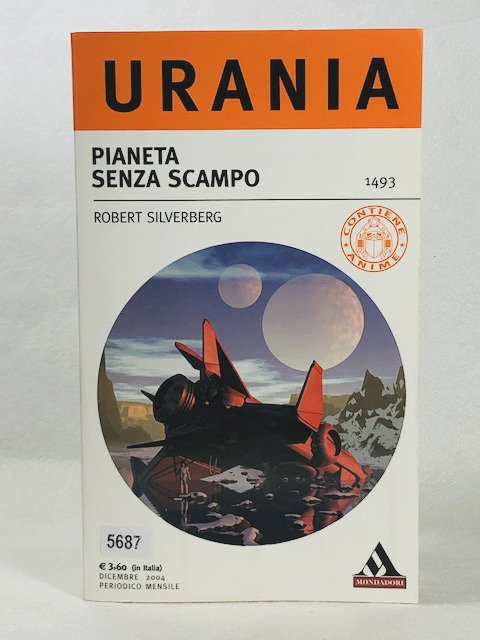 URANIA
PIANETA
SENZA SCAMPO
1493
ROBERT SILVERBERG
CONTIENE
ANIME
5687
€ 3,60 (in Italia)
DICEMBRE 2004
PERIODICO MENSILE
MONDADORI